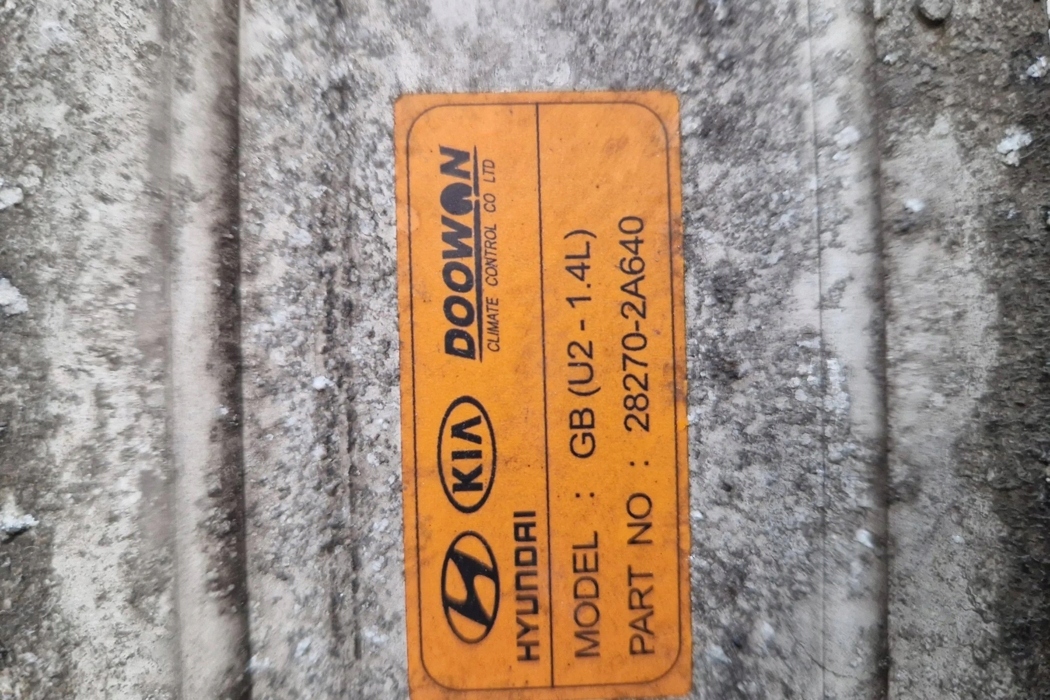 HYUNDAI
KIA
DOOWON
CLIMATE CONTROL CO LTD
MODEL : GB (U2 - 1.4L)
PART NO : 28270-2A640